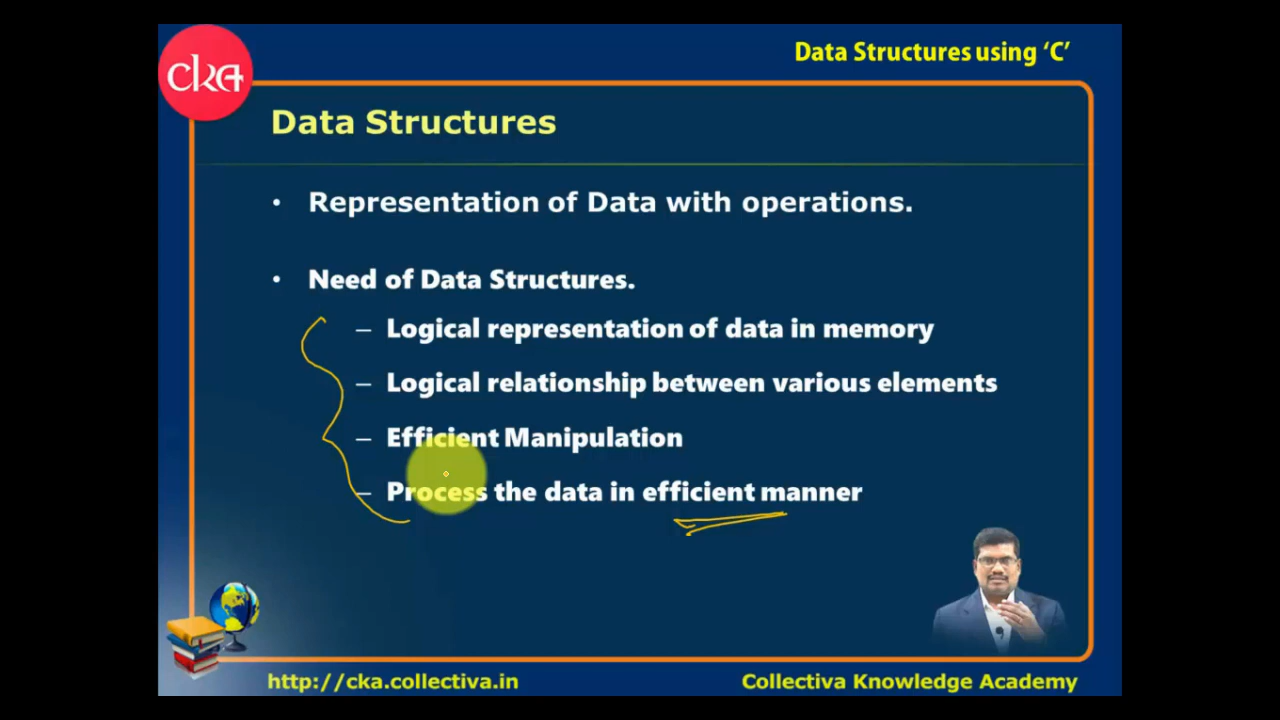 cka
Data Structures using ‘C’
Data Structures
• Representation of Data with operations.
• Need of Data Structures.
– Logical representation of data in memory
– Logical relationship between various elements
– Efficient Manipulation
– Process the data in efficient manner
http://cka.collectiva.in
Collectiva Knowledge Academy